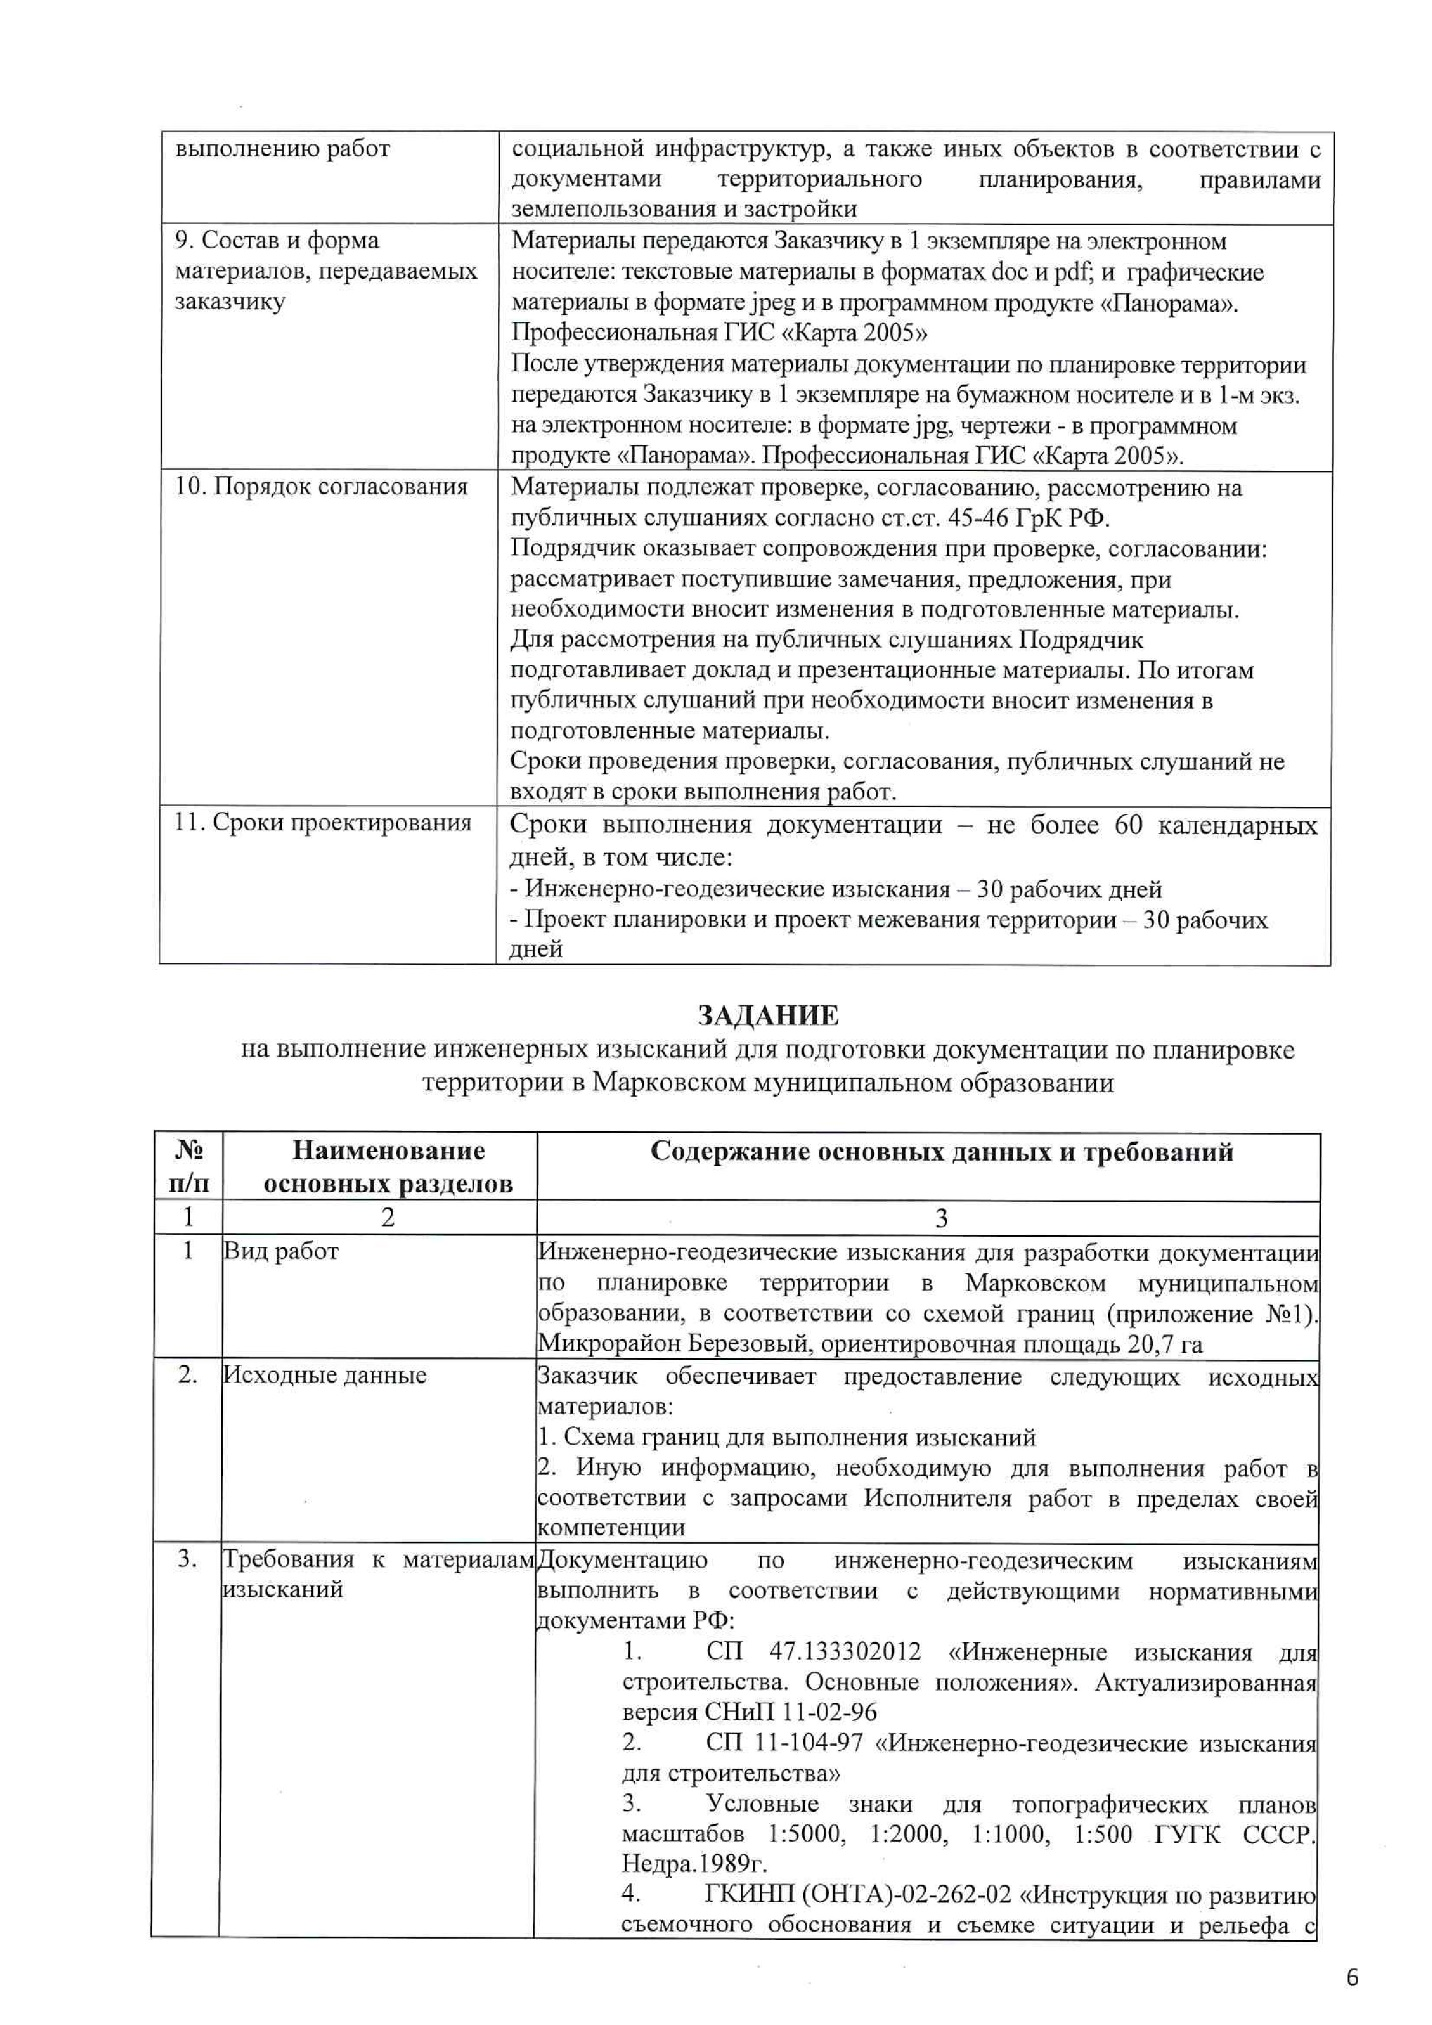 выполнению работ
социальной инфраструктур, а также иных объектов в соответствии с
документами территориального планирования, правилами
землепользования и застройки
9. Состав и форма
материалов, передаваемых
заказчику
Материалы передаются Заказчику в 1 экземпляре на электронном
носителе: текстовые материалы в форматах doc и pdf; и графические
материалы в формате jpeg и в программном продукте «Панорама».
Профессиональная ГИС «Карта 2005»
После утверждения материалы документации по планировке территории
передаются Заказчику в 1 экземпляре на бумажном носителе и в 1-м экз.
на электронном носителе: в формате jpg, чертежи - в программном
продукте «Панорама». Профессиональная ГИС «Карта 2005».
10. Порядок согласования
Материалы подлежат проверке, согласованию, рассмотрению на
публичных слушаниях согласно ст.ст. 45-46 ГрК РФ.
Подрядчик оказывает сопровождения при проверке, согласовании:
рассматривает поступившие замечания, предложения, при
необходимости вносит изменения в подготовленные материалы.
Для рассмотрения на публичных слушаниях Подрядчик
подготавливает доклад и презентационные материалы. По итогам
публичных слушаний при необходимости вносит изменения в
подготовленные материалы.
Сроки проведения проверки, согласования, публичных слушаний не
входят в сроки выполнения работ.
11. Сроки проектирования
Сроки выполнения документации – не более 60 календарных
дней, в том числе:
- Инженерно-геодезические изыскания – 30 рабочих дней
- Проект планировки и проект межевания территории – 30 рабочих
дней
ЗАДАНИЕ
на выполнение инженерных изысканий для подготовки документации по планировке
территории в Марковском муниципальном образовании
№
п/п
Наименование
основных разделов
Содержание основных данных и требований
1 2 3
1 Вид работ
Инженерно-геодезические изыскания для разработки документации
по планировке территории в Марковском муниципальном
образовании, в соответствии со схемой границ (приложение №1).
Микрорайон Березовый, ориентировочная площадь 20,7 га
2. Исходные данные
Заказчик обеспечивает предоставление следующих исходных
материалов:
1. Схема границ для выполнения изысканий
2. Иную информацию, необходимую для выполнения работ в
соответствии с запросами Исполнителя работ в пределах своей
компетенции
3. Требования к материалам
изысканий
Документацию по инженерно-геодезическим изысканиям
выполнить в соответствии с действующими нормативными
документами РФ:
1. СП 47.133302012 «Инженерные изыскания для
строительства. Основные положения». Актуализированная
версия СНиП 11-02-96
2. СП 11-104-97 «Инженерно-геодезические изыскания
для строительства»
3. Условные знаки для топографических планов
масштабов 1:5000, 1:2000, 1:1000, 1:500 ГУГК СССР.
Недра.1989г.
4. ГКИНП (ОНТА)-02-262-02 «Инструкция по развитию
съемочного обоснования и съемке ситуации и рельефа с
6